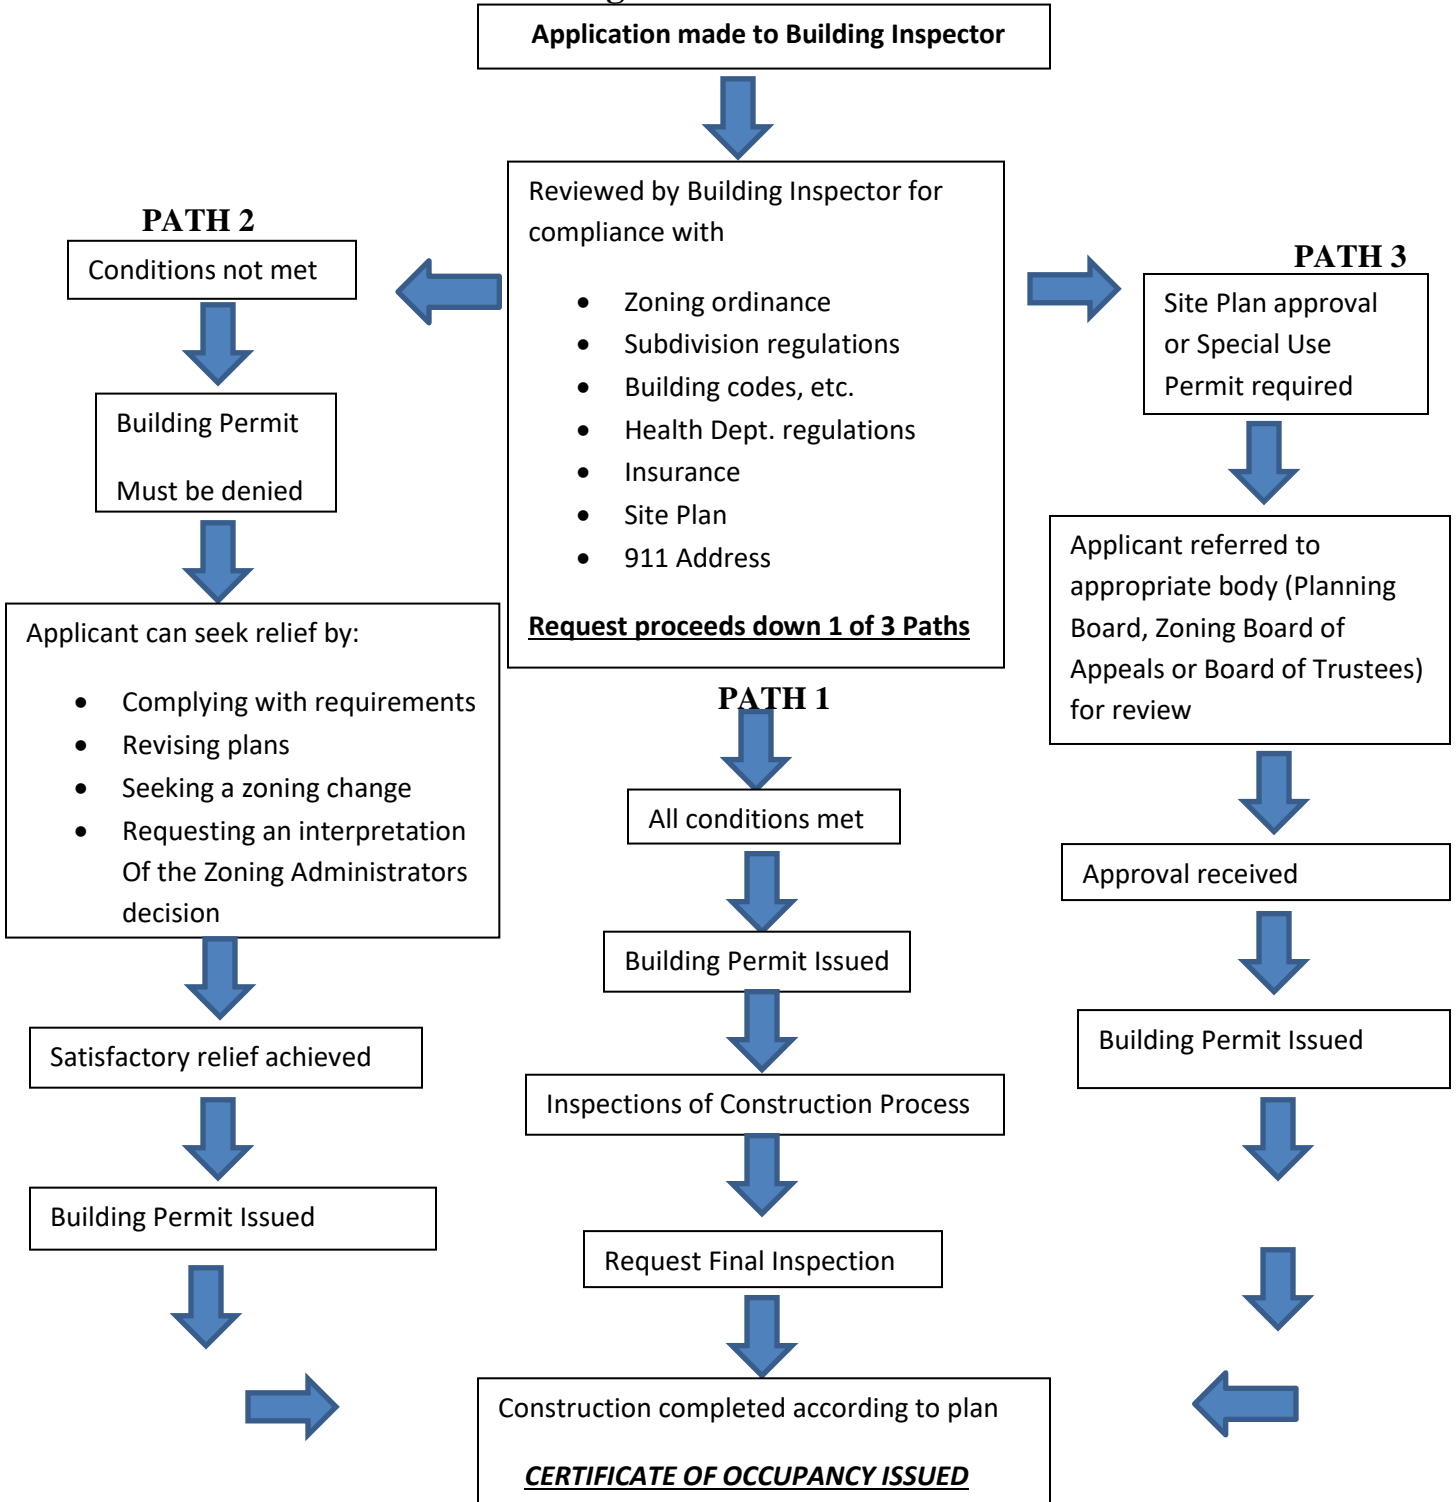 Application made to Building Inspector
Reviewed by Building Inspector for
compliance with
• Zoning ordinance
• Subdivision regulations
• Building codes, etc.
• Health Dept. regulations
• Insurance
• Site Plan
• 911 Address
Request proceeds down 1 of 3 Paths
PATH 2
Conditions not met
Building Permit
Must be denied
Applicant can seek relief by:
• Complying with requirements
• Revising plans
• Seeking a zoning change
• Requesting an interpretation
Of the Zoning Administrators
decision
Satisfactory relief achieved
Building Permit Issued
PATH 1
All conditions met
Building Permit Issued
Inspections of Construction Process
Request Final Inspection
PATH 3
Site Plan approval
or Special Use
Permit required
Applicant referred to
appropriate body (Planning
Board, Zoning Board of
Appeals or Board of Trustees)
for review
Approval received
Building Permit Issued
Construction completed according to plan
CERTIFICATE OF OCCUPANCY ISSUED